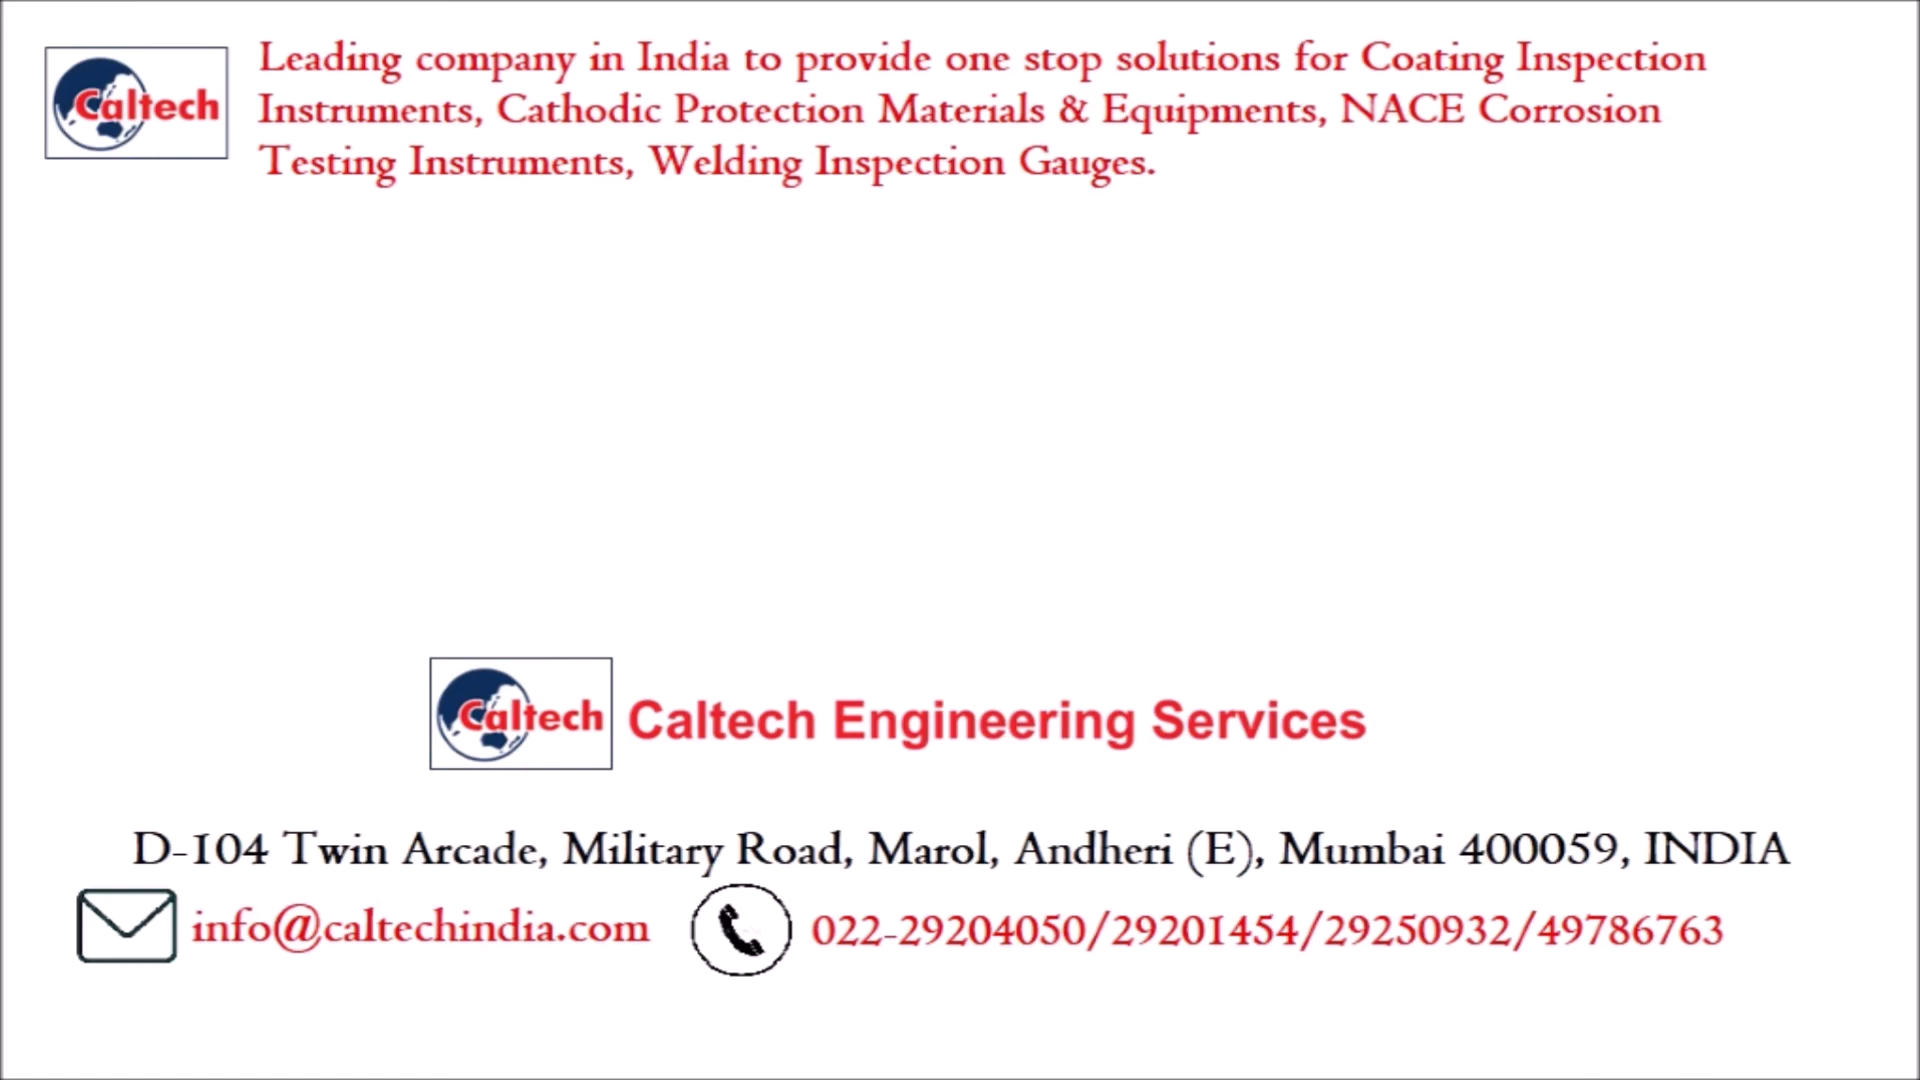 Caltech
Leading company in India to provide one stop solutions for Coating Inspection
Instruments, Cathodic Protection Materials & Equipments, NACE Corrosion
Testing Instruments, Welding Inspection Gauges.
Caltech
Caltech Engineering Services
D-104 Twin Arcade, Military Road, Marol, Andheri (E), Mumbai 400059, INDIA
info@caltechindia.com
022-29204050/29201454/29250932/49786763